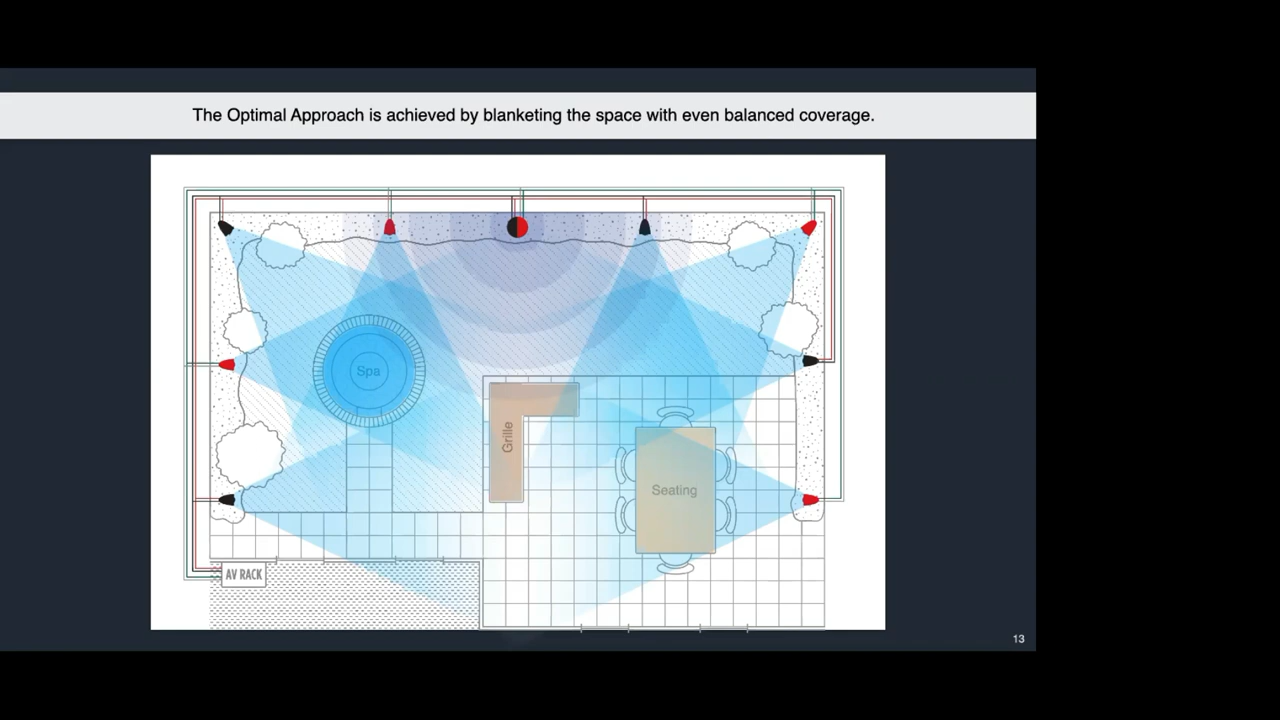 The Optimal Approach is achieved by blanketing the space with even balanced coverage.
Spa
Grille
Seating
AV RACK
13